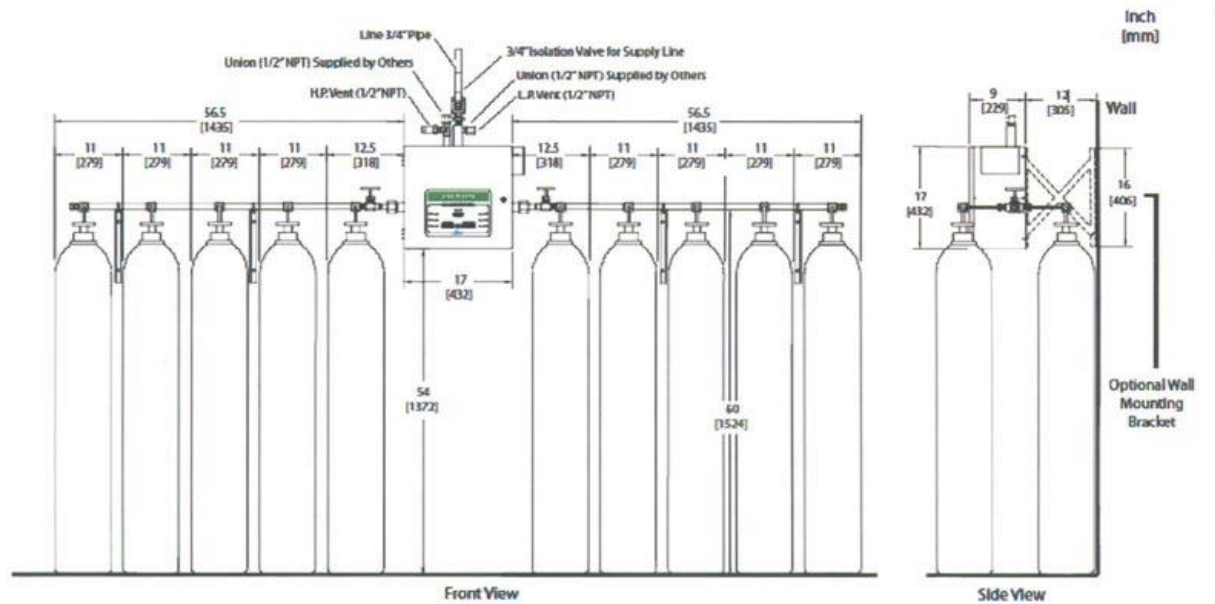 Inch
[mm]
Line 3/4" Pipe
3/4" Isolation Valve for Supply Line
Union (1/2" NPT) Supplied by Others
Union (1/2" NPT) Supplied by Others
H.P. Vent (1/2" NPT)
L.P. Vent (1/2" NPT)
56.5
[1435]
56.5
[1435]
9
[229]
12
[305]
Wall
11
[279]
11
[279]
11
[279]
11
[279]
12.5
[318]
12.5
[318]
11
[279]
11
[279]
11
[279]
11
[279]
17
[432]
16
[406]
17
[432]
54
[1372]
60
[1524]
Optional Wall
Mounting
Bracket
Front View
Side View